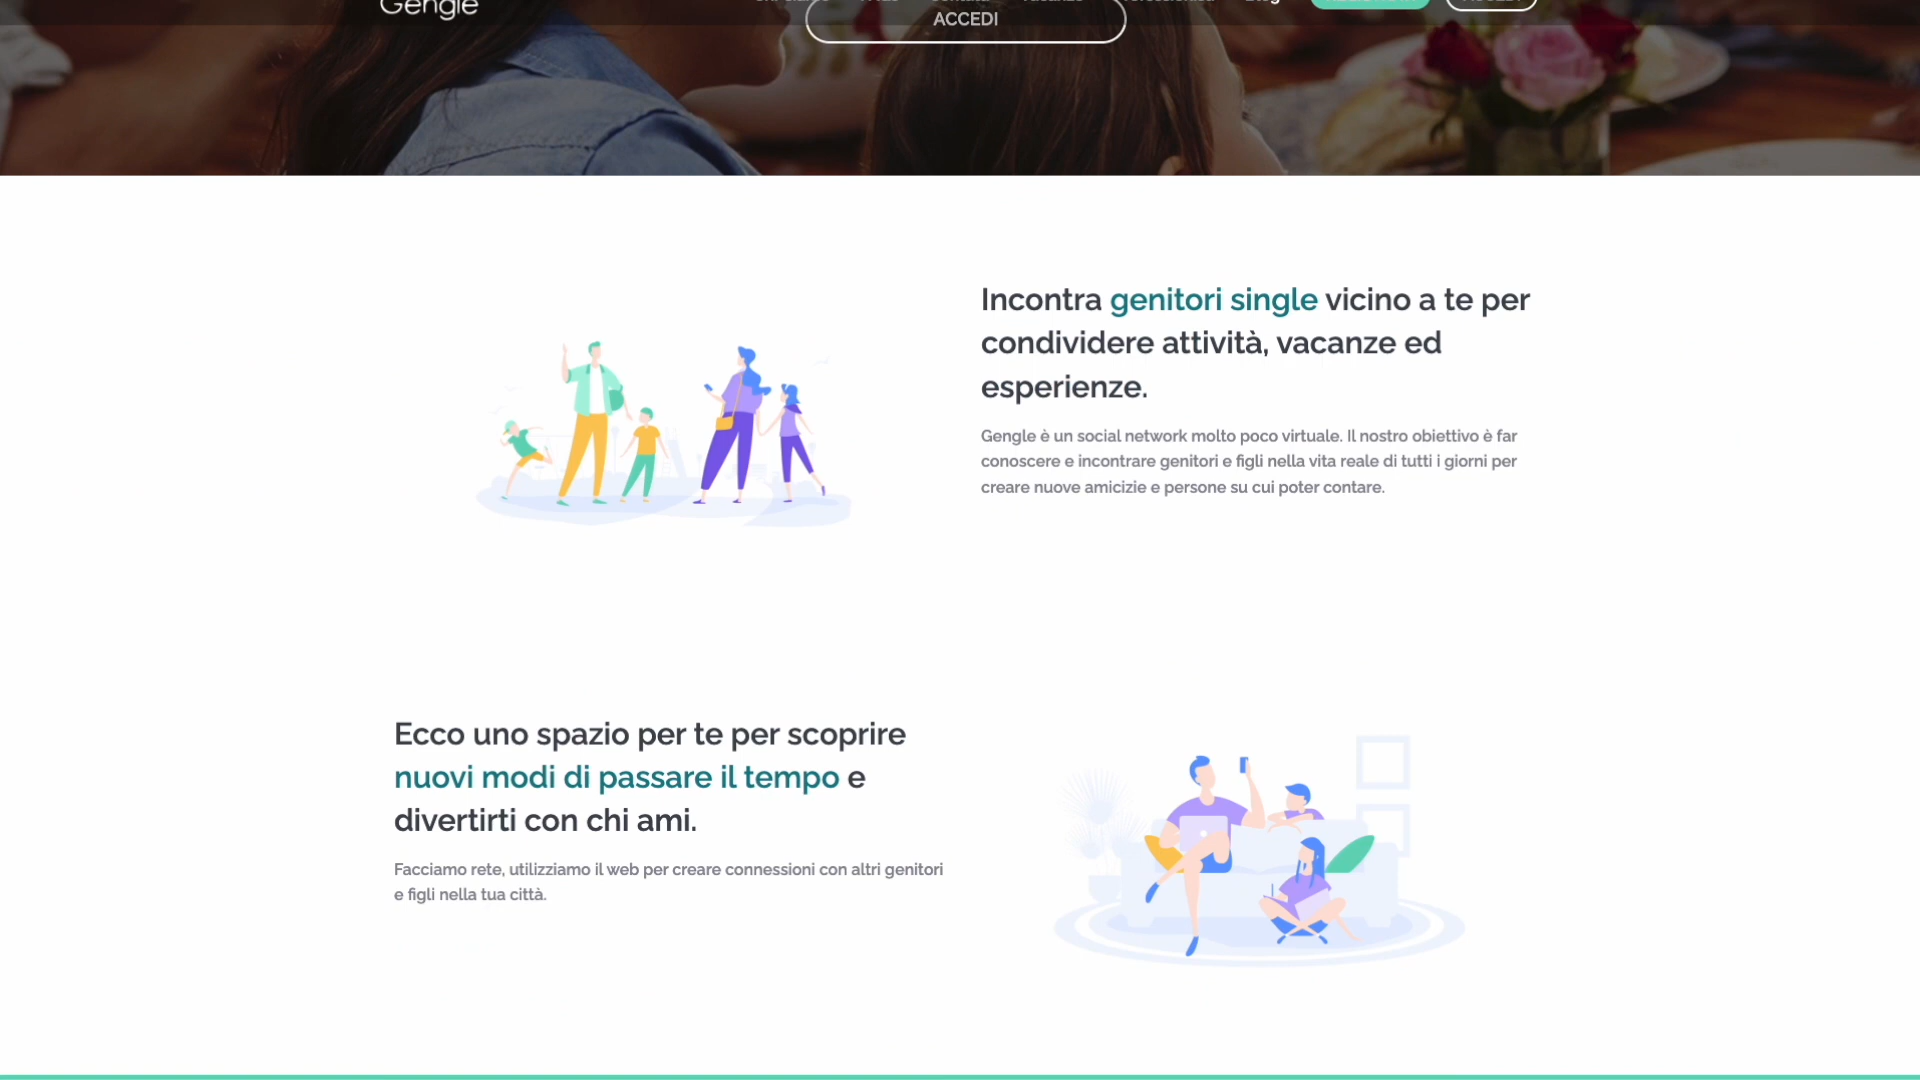 Gengle
Blog
ACCEDI
Incontra genitori single vicino a te per
condividere attività, vacanze ed
esperienze.
Gengle è un social network molto poco virtuale. Il nostro obiettivo è far
conoscere e incontrare genitori e figli nella vita reale di tutti i giorni per
creare nuove amicizie e persone su cui poter contare.
Ecco uno spazio per te per scoprire
nuovi modi di passare il tempo e
divertirti con chi ami.
Facciamo rete, utilizziamo il web per creare connessioni con altri genitori
e figli nella tua città.